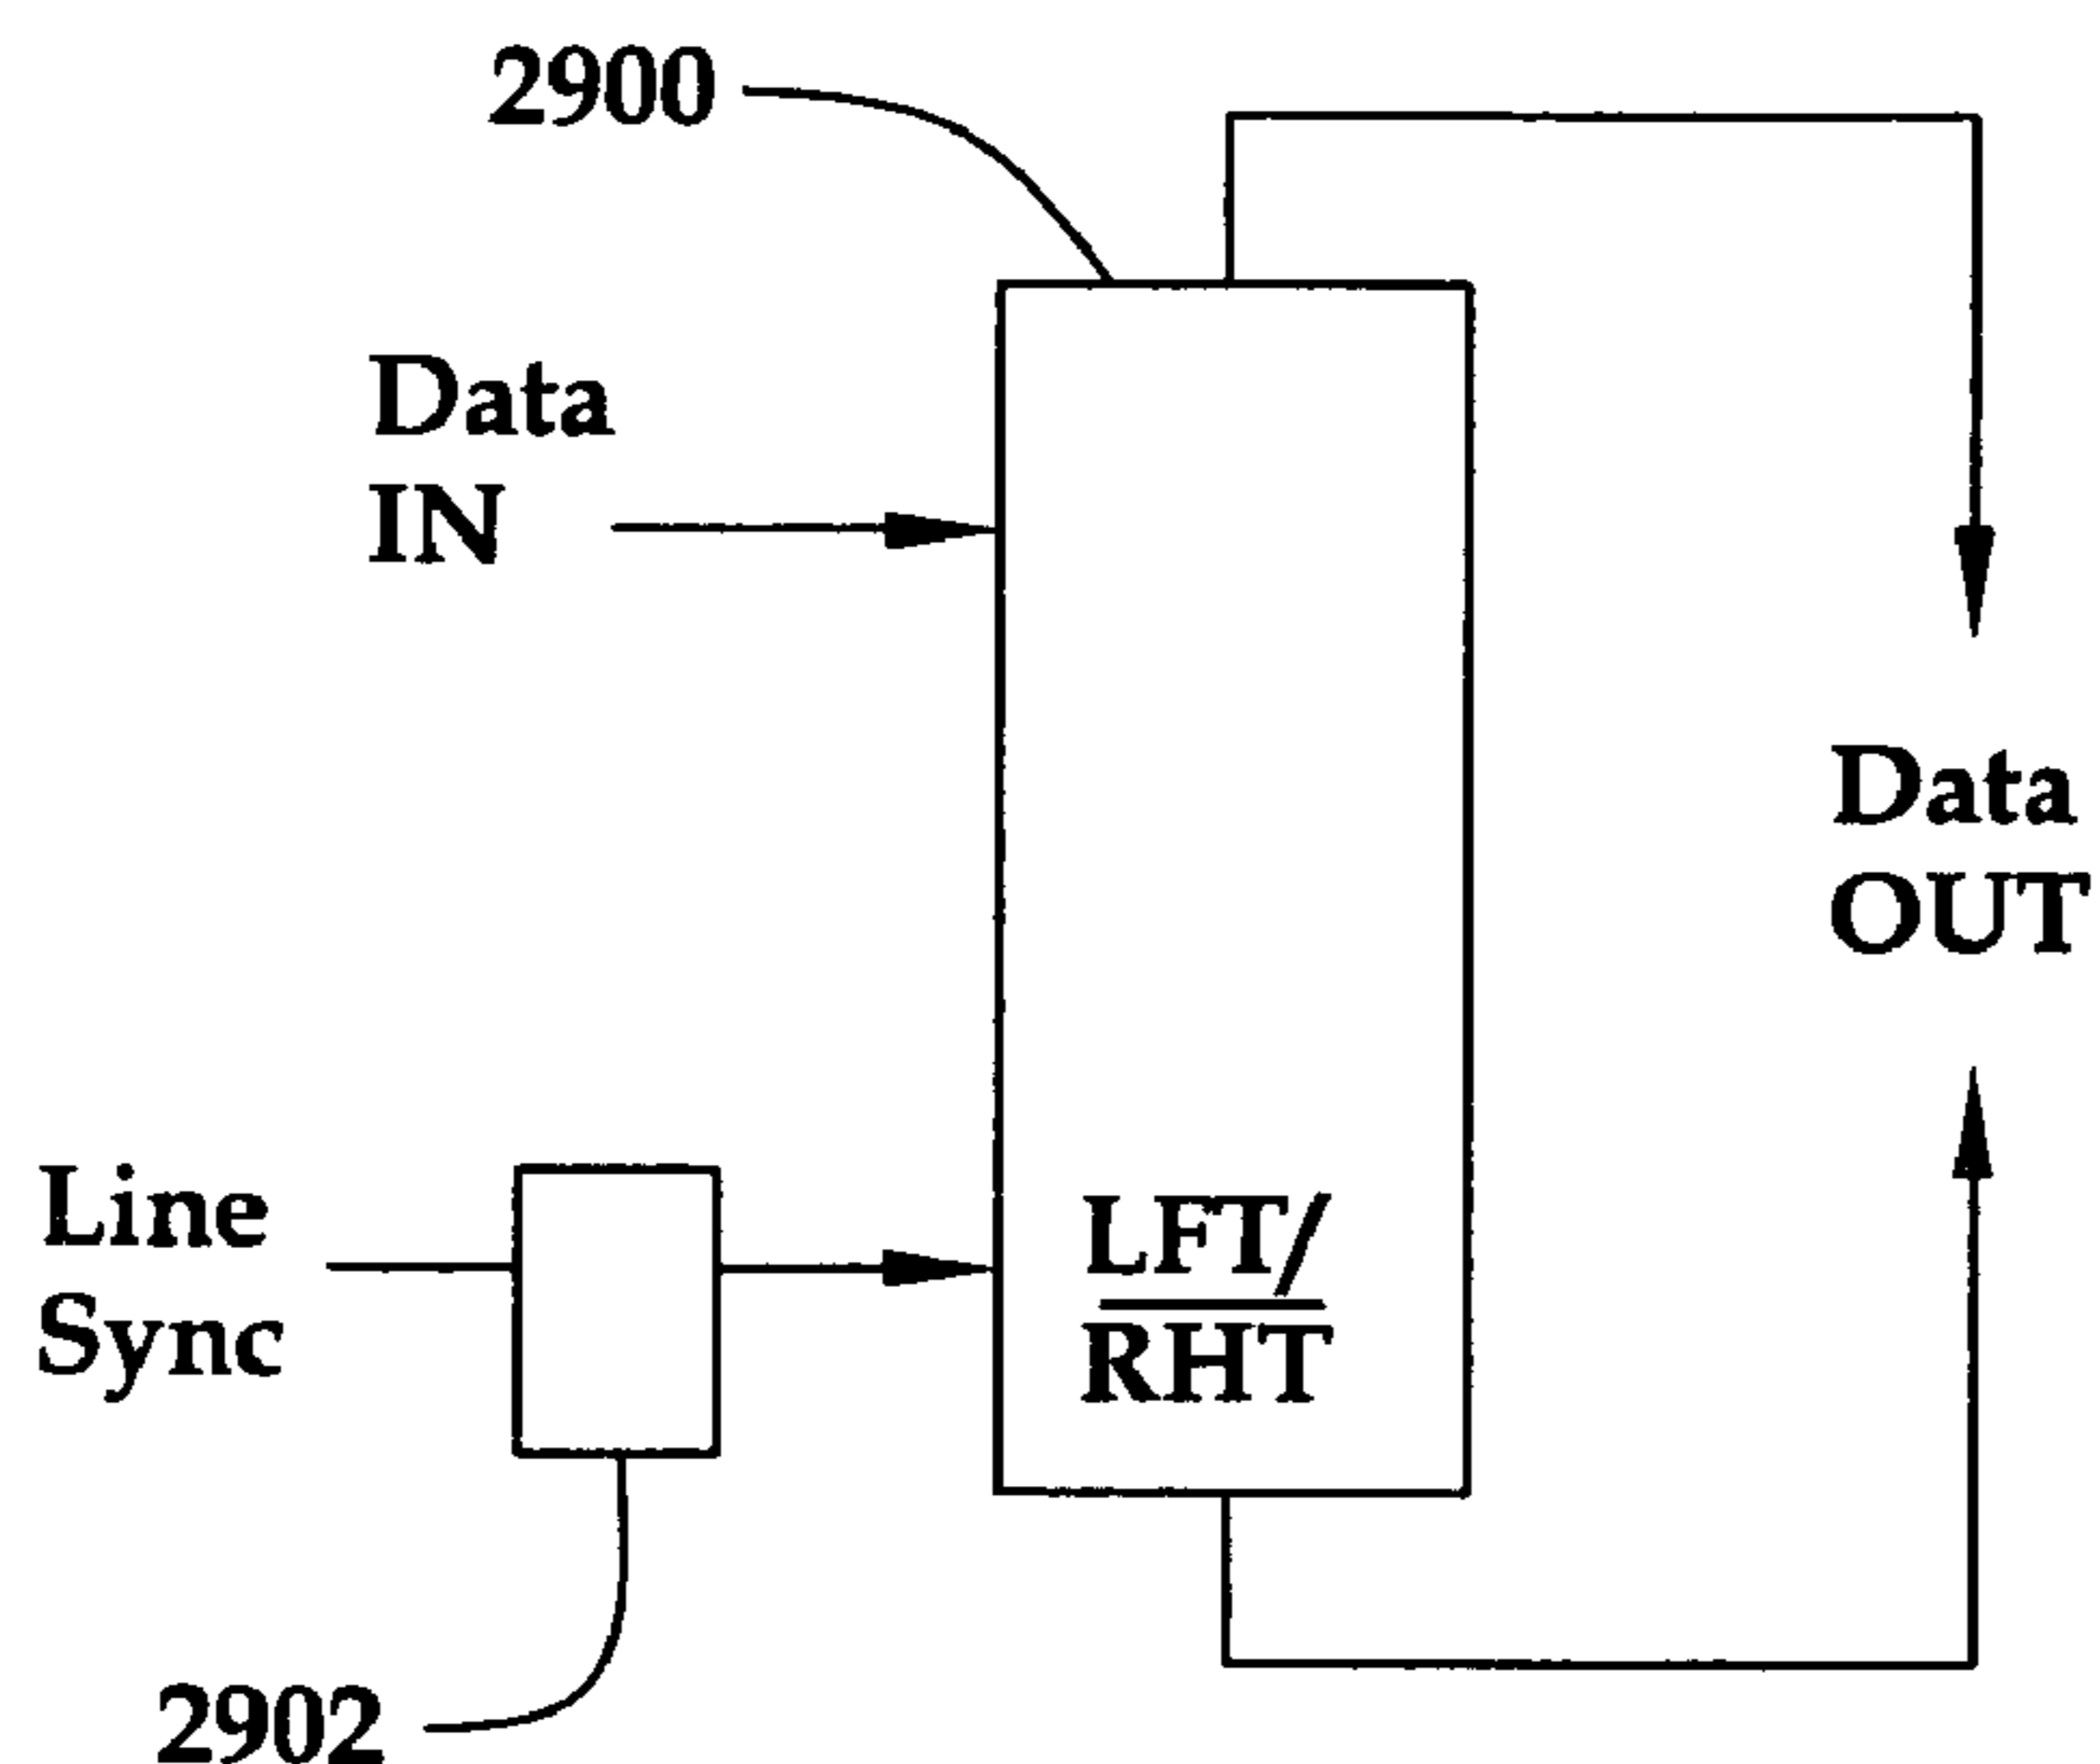 2900
Data
IN
Data
OUT
Line
Sync
LFT/
RHT
2902